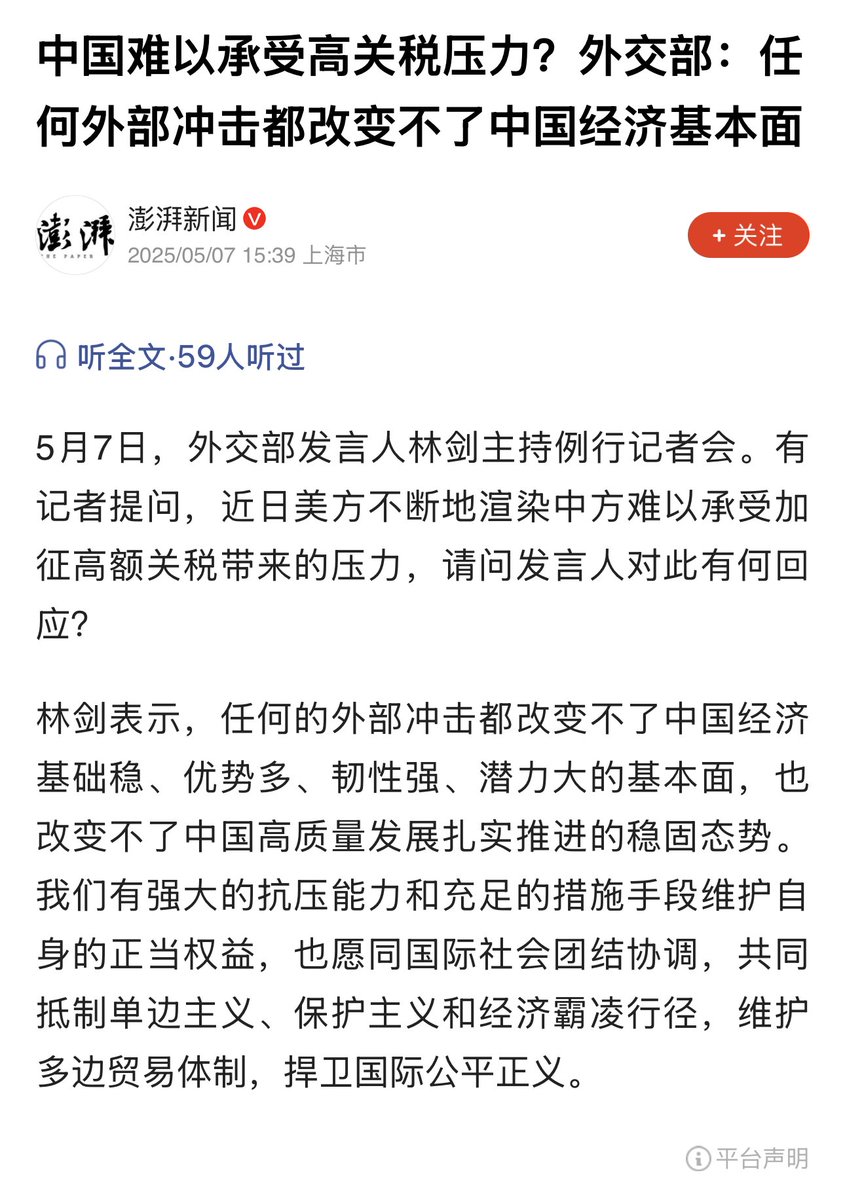 中国难以承受高关税压力？外交部：任
何外部冲击都改变不了中国经济基本面
澎湃
THE PAPER
澎湃新闻
2025/05/07 15:39 上海市
+ 关注
听全文·59人听过
5月7日，外交部发言人林剑主持例行记者会。有
记者提问，近日美方不断地渲染中方难以承受加
征高额关税带来的压力，请问发言人对此有何回
应？
林剑表示，任何的外部冲击都改变不了中国经济
基础稳、优势多、韧性强、潜力大的基本面，也
改变不了中国高质量发展扎实推进的稳固态势。
我们有强大的抗压能力和充足的措施手段维护自
身的正当权益，也愿同国际社会团结协调，共同
抵制单边主义、保护主义和经济霸凌行径，维护
多边贸易体制，捍卫国际公平正义。
平台声明